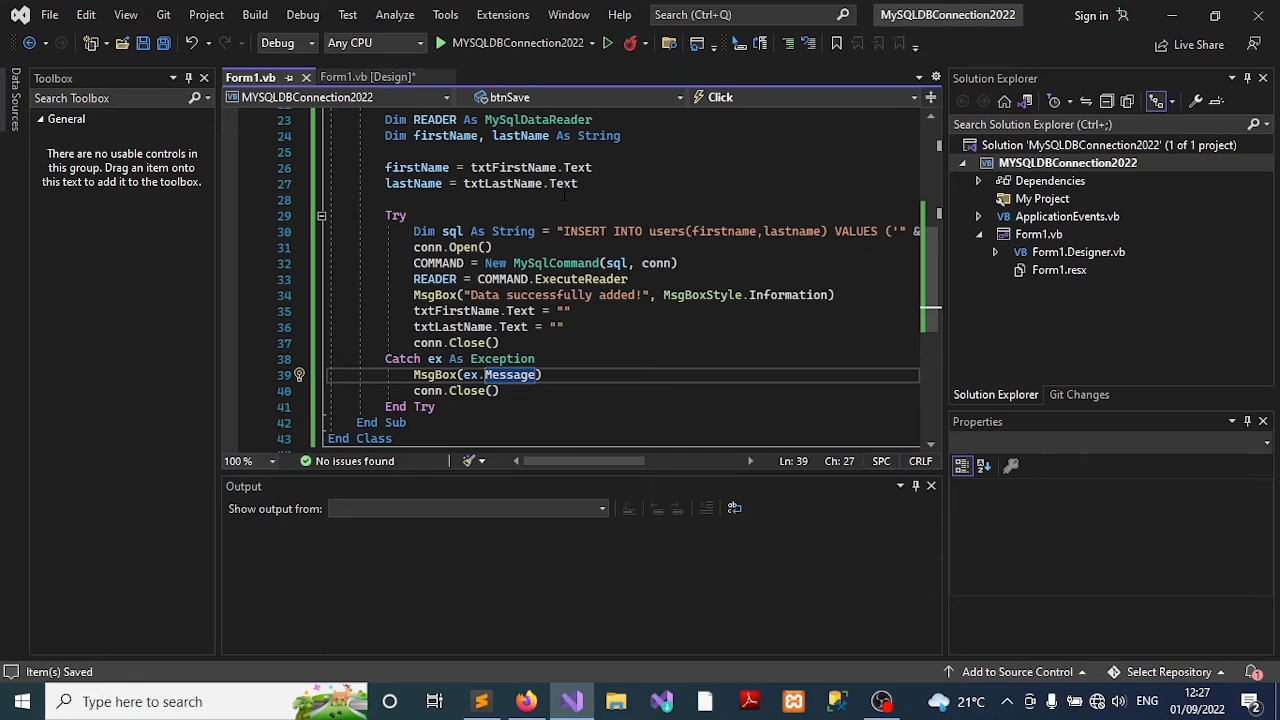 File Edit View Git Project Build Debug Test Analyze Tools Extensions Window Help Search (Ctrl+Q) MYSQLDBConnection2022 Sign in
Debug Any CPU MYSQLDBConnection2022 Live Share
Data Sources
Toolbox
Search Toolbox
General
There are no usable controls in
this group. Drag an item onto
this text to add it to the toolbox.
Form1.vb Form1.vb [Design]*
MYSQLDBConnection2022 btnSave Click
23 Dim READER As MySqlDataReader
24 Dim firstName, lastName As String
25
26 firstName = txtFirstName.Text
27 lastName = txtLastName.Text
28
29 Try
30 Dim sql As String = "INSERT INTO users(firstname,lastname) VALUES ('" &
31 conn.Open()
32 COMMAND = New MySqlCommand(sql, conn)
33 READER = COMMAND.ExecuteReader
34 MsgBox("Data successfully added!", MsgBoxStyle.Information)
35 txtFirstName.Text = ""
36 txtLastName.Text = ""
37 conn.Close()
38 Catch ex As Exception
39 MsgBox(ex.Message)
40 conn.Close()
41 End Try
42 End Sub
43 End Class
100 % No issues found Ln: 39 Ch: 27 SPC CRLF
Output
Show output from:
Solution Explorer
Search Solution Explorer (Ctrl+;)
Solution 'MySQLDBConnection2022' (1 of 1 project)
MYSQLDBConnection2022
Dependencies
My Project
ApplicationEvents.vb
Form1.vb
Form1.Designer.vb
Form1.resx
Solution Explorer Git Changes
Properties
Item(s) Saved Add to Source Control Select Repository 1
Type here to search 21°C ENG 12:27
01/09/2022